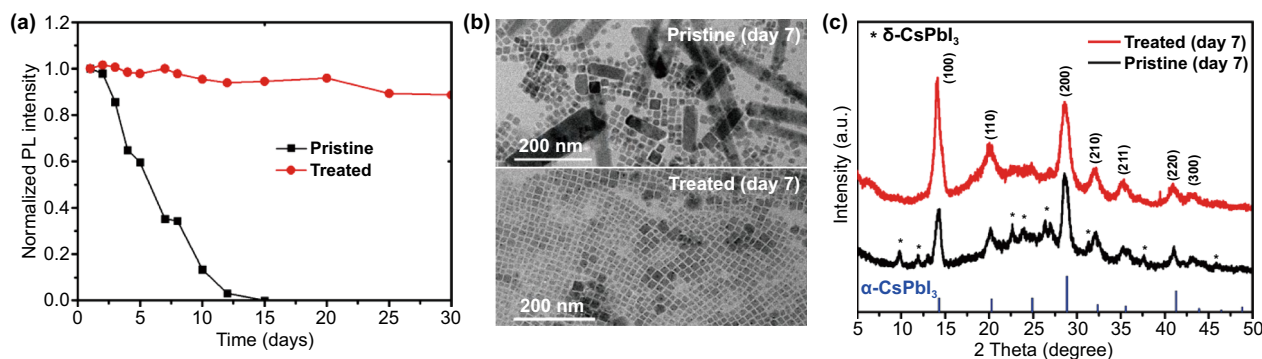 (a)
Normalized PL intensity
1.2
1.0
0.8
0.6
0.4
0.2
0.0
Pristine
Treated
0 5 10 15 20 25 30
Time (days)
(b)
Pristine (day 7)
200 nm
Treated (day 7)
200 nm
(c)
* δ-CsPbI₃
Treated (day 7)
Pristine (day 7)
Intensity (a.u.)
(100)
(110)
(200)
(210)
(211)
(220)
(300)
* * * * * * * *
α-CsPbI₃
5 10 15 20 25 30 35 40 45 50
2 Theta (degree)